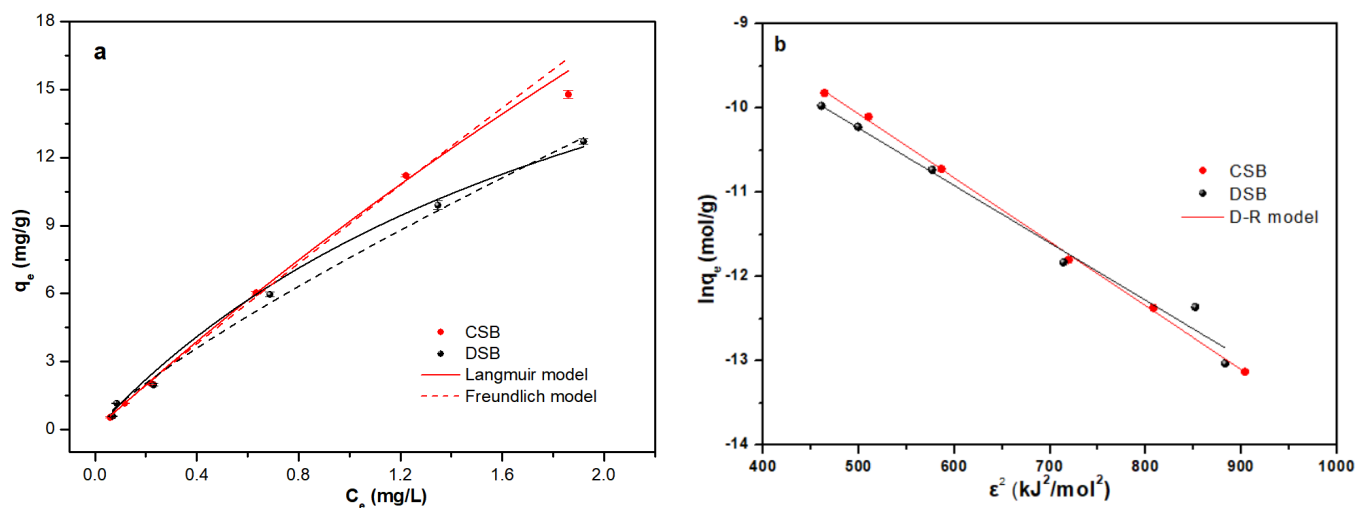 a
18
15
12
9
6
3
0
qₑ (mg/g)
CSB
DSB
Langmuir model
Freundlich model
0.0 0.4 0.8 1.2 1.6 2.0
Cₑ (mg/L)
b
-9
-10
-11
-12
-13
-14
lnqₑ (mol/g)
CSB
DSB
D-R model
400 500 600 700 800 900 1000
ε² (kJ²/mol²)